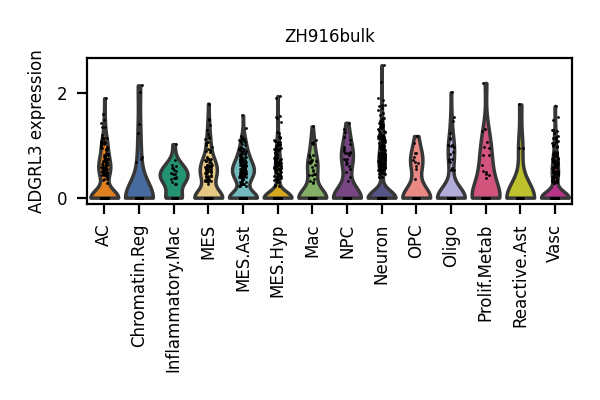 ZH916bulk
ADGRL3 expression
2
0
AC
Chromatin.Reg
Inflammatory.Mac
MES
MES.Ast
MES.Hyp
Mac
NPC
Neuron
OPC
Oligo
Prolif.Metab
Reactive.Ast
Vasc